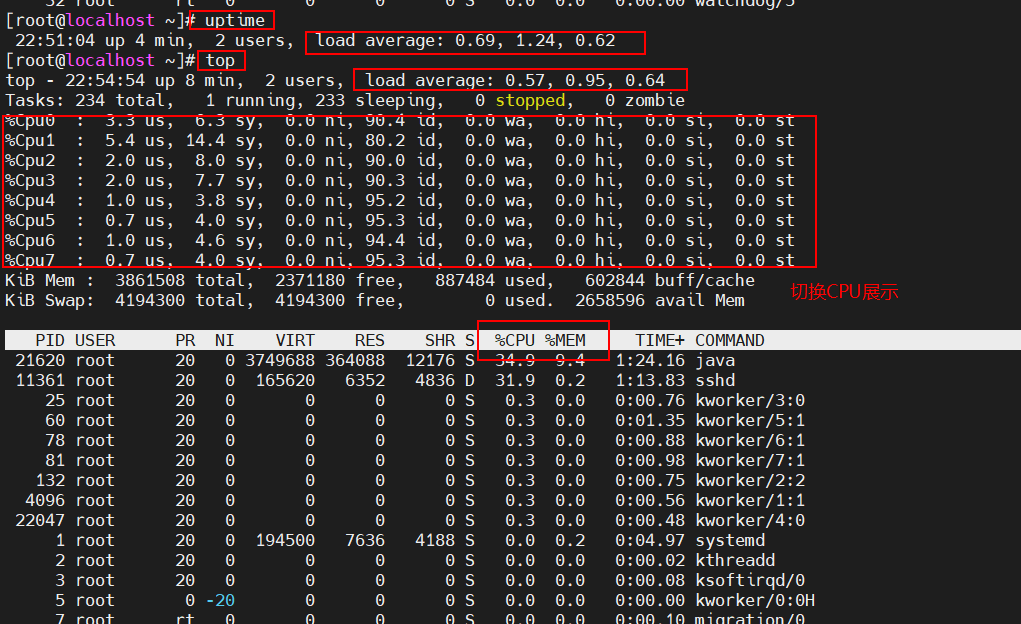 32 root rt 0 0 0 0 S 0.0 0.0 0:00.00 watchdog/5
[root@localhost ~]# uptime
22:51:04 up 4 min, 2 users, load average: 0.69, 1.24, 0.62
[root@localhost ~]# top
top - 22:54:54 up 8 min, 2 users, load average: 0.57, 0.95, 0.64
Tasks: 234 total, 1 running, 233 sleeping, 0 stopped, 0 zombie
%Cpu0 : 3.3 us, 6.3 sy, 0.0 ni, 90.4 id, 0.0 wa, 0.0 hi, 0.0 si, 0.0 st
%Cpu1 : 5.4 us, 14.4 sy, 0.0 ni, 80.2 id, 0.0 wa, 0.0 hi, 0.0 si, 0.0 st
%Cpu2 : 2.0 us, 8.0 sy, 0.0 ni, 90.0 id, 0.0 wa, 0.0 hi, 0.0 si, 0.0 st
%Cpu3 : 2.0 us, 7.7 sy, 0.0 ni, 90.3 id, 0.0 wa, 0.0 hi, 0.0 si, 0.0 st
%Cpu4 : 1.0 us, 3.8 sy, 0.0 ni, 95.2 id, 0.0 wa, 0.0 hi, 0.0 si, 0.0 st
%Cpu5 : 0.7 us, 4.0 sy, 0.0 ni, 95.3 id, 0.0 wa, 0.0 hi, 0.0 si, 0.0 st
%Cpu6 : 1.0 us, 4.6 sy, 0.0 ni, 94.4 id, 0.0 wa, 0.0 hi, 0.0 si, 0.0 st
%Cpu7 : 0.7 us, 4.0 sy, 0.0 ni, 95.3 id, 0.0 wa, 0.0 hi, 0.0 si, 0.0 st
KiB Mem : 3861508 total, 2371180 free, 887484 used, 602844 buff/cache
KiB Swap: 4194300 total, 4194300 free, 0 used. 2658596 avail Mem
切换CPU展示
PID USER PR NI VIRT RES SHR S %CPU %MEM TIME+ COMMAND
21620 root 20 0 3749688 364088 12176 S 34.9 9.4 1:24.16 java
11361 root 20 0 165620 6352 4836 D 31.9 0.2 1:13.83 sshd
25 root 20 0 0 0 0 S 0.3 0.0 0:00.76 kworker/3:0
60 root 20 0 0 0 0 S 0.3 0.0 0:01.35 kworker/5:1
78 root 20 0 0 0 0 S 0.3 0.0 0:00.88 kworker/6:1
81 root 20 0 0 0 0 S 0.3 0.0 0:00.98 kworker/7:1
132 root 20 0 0 0 0 S 0.3 0.0 0:00.75 kworker/2:2
4096 root 20 0 0 0 0 S 0.3 0.0 0:00.56 kworker/1:1
22047 root 20 0 0 0 0 S 0.3 0.0 0:00.48 kworker/4:0
1 root 20 0 194500 7636 4188 S 0.0 0.2 0:04.97 systemd
2 root 20 0 0 0 0 S 0.0 0.0 0:00.02 kthreadd
3 root 20 0 0 0 0 S 0.0 0.0 0:00.08 ksoftirqd/0
5 root 0 -20 0 0 0 S 0.0 0.0 0:00.00 kworker/0:0H
7 root rt 0 0 0 0 S 0.0 0.0 0:00.10 migration/0